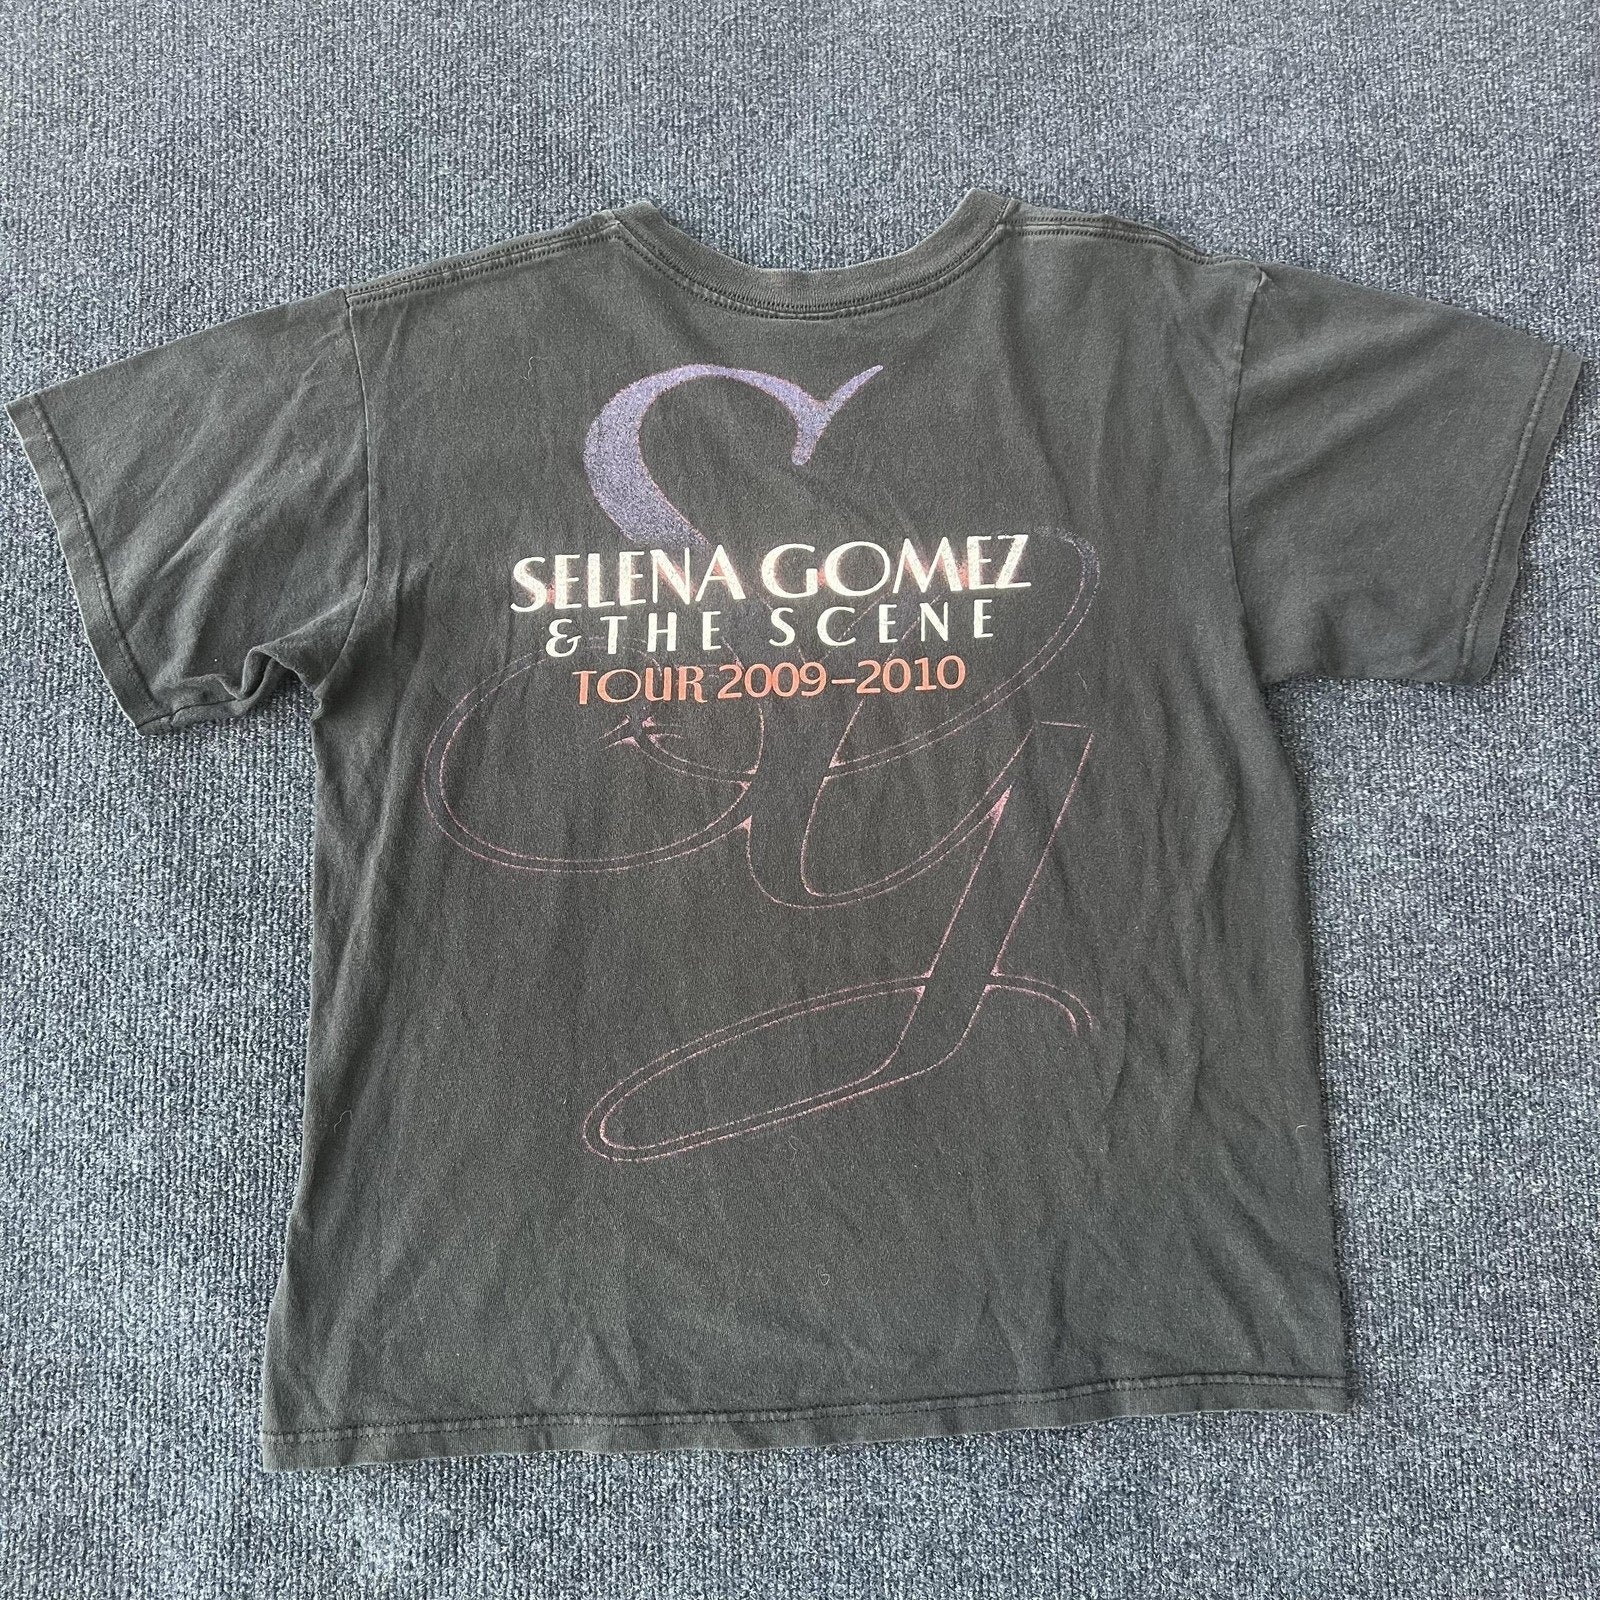 SELENA GOMEZ
& THE SCENE
TOUR 2009-2010